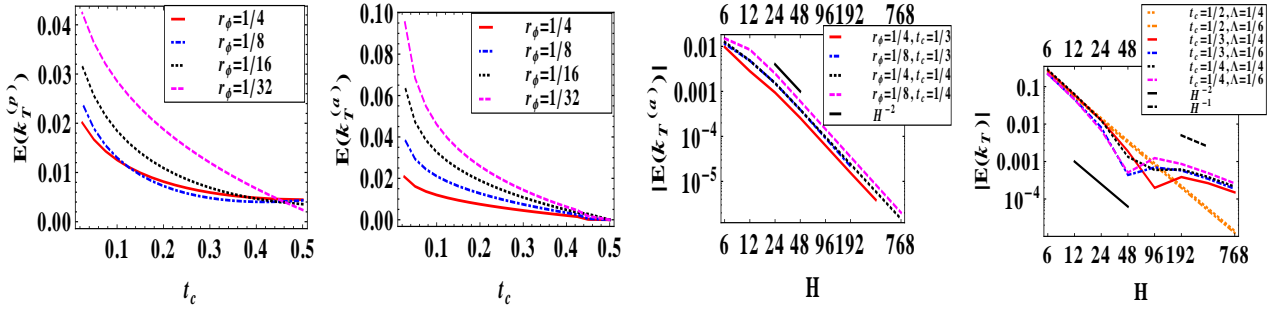 E(k_T^(p))
0.04
0.03
0.02
0.01
0.00
0.1 0.2 0.3 0.4 0.5
t_c
r_ϕ=1/4
r_ϕ=1/8
r_ϕ=1/16
r_ϕ=1/32
E(k_T^(a))
0.10
0.08
0.06
0.04
0.02
0.00
0.1 0.2 0.3 0.4 0.5
t_c
r_ϕ=1/4
r_ϕ=1/8
r_ϕ=1/16
r_ϕ=1/32
6 12 24 48 96 192 768
|E(k_T^(a))|
0.01
0.001
10^-4
10^-5
r_ϕ=1/4, t_c=1/3
r_ϕ=1/8, t_c=1/3
r_ϕ=1/4, t_c=1/4
r_ϕ=1/8, t_c=1/4
H^-2
6 12 24 48 96 192 768
H
6 12 24 48
|E(k_T)|
0.1
0.01
0.001
10^-4
t_c=1/2, Λ=1/4
t_c=1/2, Λ=1/6
t_c=1/3, Λ=1/4
t_c=1/3, Λ=1/6
t_c=1/4, Λ=1/4
t_c=1/4, Λ=1/6
H^-2
H^-1
6 12 24 48 96 192 768
H